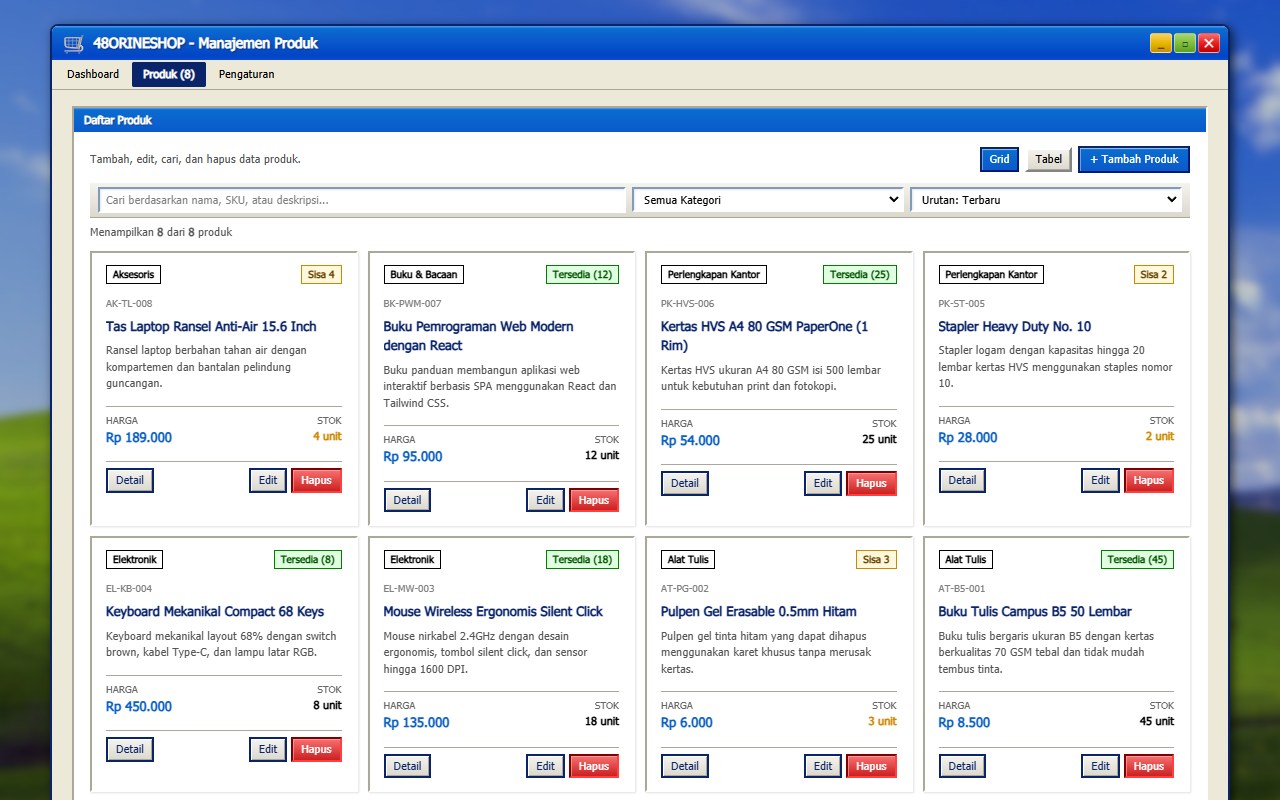 48ORINESHOP - Manajemen Produk
Dashboard
Produk (8)
Pengaturan
Daftar Produk
Tambah, edit, cari, dan hapus data produk.
Grid
Tabel
+ Tambah Produk
Cari berdasarkan nama, SKU, atau deskripsi...
Semua Kategori
Urutan: Terbaru
Menampilkan 8 dari 8 produk
Aksesoris
Sisa 4
AK-TL-008
Tas Laptop Ransel Anti-Air 15.6 Inch
Ransel laptop berbahan tahan air dengan
kompartemen dan bantalan pelindung
guncangan.
HARGA
STOK
Rp 189.000
4 unit
Detail
Edit
Hapus
Buku & Bacaan
Tersedia (12)
BK-PWM-007
Buku Pemrograman Web Modern
dengan React
Buku panduan membangun aplikasi web
interaktif berbasis SPA menggunakan React dan
Tailwind CSS.
HARGA
STOK
Rp 95.000
12 unit
Detail
Edit
Hapus
Perlengkapan Kantor
Tersedia (25)
PK-HVS-006
Kertas HVS A4 80 GSM PaperOne (1
Rim)
Kertas HVS ukuran A4 80 GSM isi 500 lembar
untuk kebutuhan print dan fotokopi.
HARGA
STOK
Rp 54.000
25 unit
Detail
Edit
Hapus
Perlengkapan Kantor
Sisa 2
PK-ST-005
Stapler Heavy Duty No. 10
Stapler logam dengan kapasitas hingga 20
lembar kertas HVS menggunakan staples nomor
10.
HARGA
STOK
Rp 28.000
2 unit
Detail
Edit
Hapus
Elektronik
Tersedia (8)
EL-KB-004
Keyboard Mekanikal Compact 68 Keys
Keyboard mekanikal layout 68% dengan switch
brown, kabel Type-C, dan lampu latar RGB.
HARGA
STOK
Rp 450.000
8 unit
Detail
Edit
Hapus
Elektronik
Tersedia (18)
EL-MW-003
Mouse Wireless Ergonomis Silent Click
Mouse nirkabel 2.4GHz dengan desain
ergonomis, tombol silent click, dan sensor
hingga 1600 DPI.
HARGA
STOK
Rp 135.000
18 unit
Detail
Edit
Hapus
Alat Tulis
Sisa 3
AT-PG-002
Pulpen Gel Erasable 0.5mm Hitam
Pulpen gel tinta hitam yang dapat dihapus
menggunakan karet khusus tanpa merusak
kertas.
HARGA
STOK
Rp 6.000
3 unit
Detail
Edit
Hapus
Alat Tulis
Tersedia (45)
AT-B5-001
Buku Tulis Campus B5 50 Lembar
Buku tulis bergaris ukuran B5 dengan kertas
berkualitas 70 GSM tebal dan tidak mudah
tembus tinta.
HARGA
STOK
Rp 8.500
45 unit
Detail
Edit
Hapus